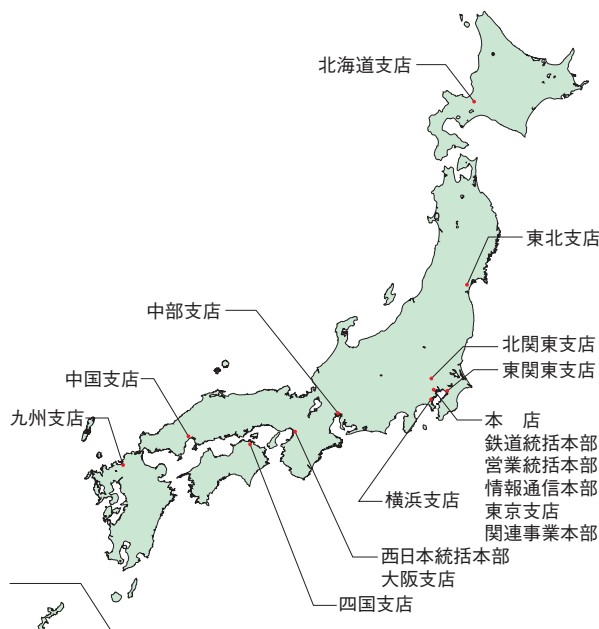 北海道支店
東北支店
中部支店
北関東支店
東関東支店
中国支店
九州支店
本　店
鉄道統括本部
営業統括本部
情報通信本部
東京支店
関連事業本部
横浜支店
西日本統括本部
大阪支店
四国支店